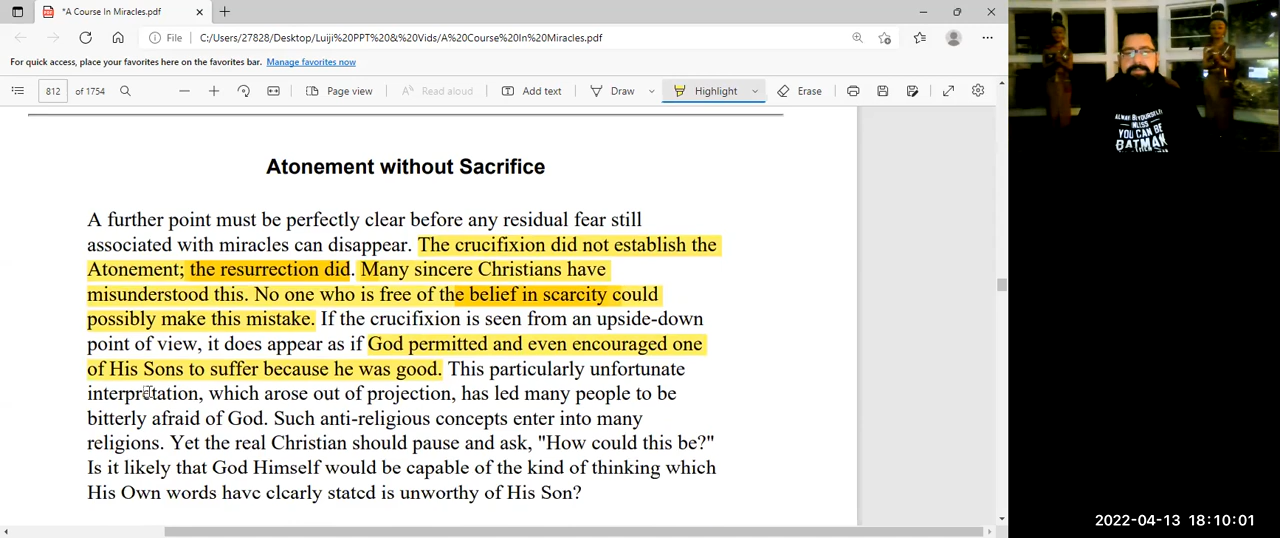 *A Course In Miracles.pdf
File C:/Users/27828/Desktop/Luiji%20PPT%20&%20Vids/A%20Course%20In%20Miracles.pdf
For quick access, place your favorites here on the favorites bar. Manage favorites now
812 of 1754 Page view Read aloud Add text Draw Highlight Erase
Atonement without Sacrifice
A further point must be perfectly clear before any residual fear still
associated with miracles can disappear. The crucifixion did not establish the
Atonement; the resurrection did. Many sincere Christians have
misunderstood this. No one who is free of the belief in scarcity could
possibly make this mistake. If the crucifixion is seen from an upside-down
point of view, it does appear as if God permitted and even encouraged one
of His Sons to suffer because he was good. This particularly unfortunate
interpretation, which arose out of projection, has led many people to be
bitterly afraid of God. Such anti-religious concepts enter into many
religions. Yet the real Christian should pause and ask, "How could this be?"
Is it likely that God Himself would be capable of the kind of thinking which
His Own words have clearly stated is unworthy of His Son?
YOU CAN BE
BATMAN
2022-04-13 18:10:01